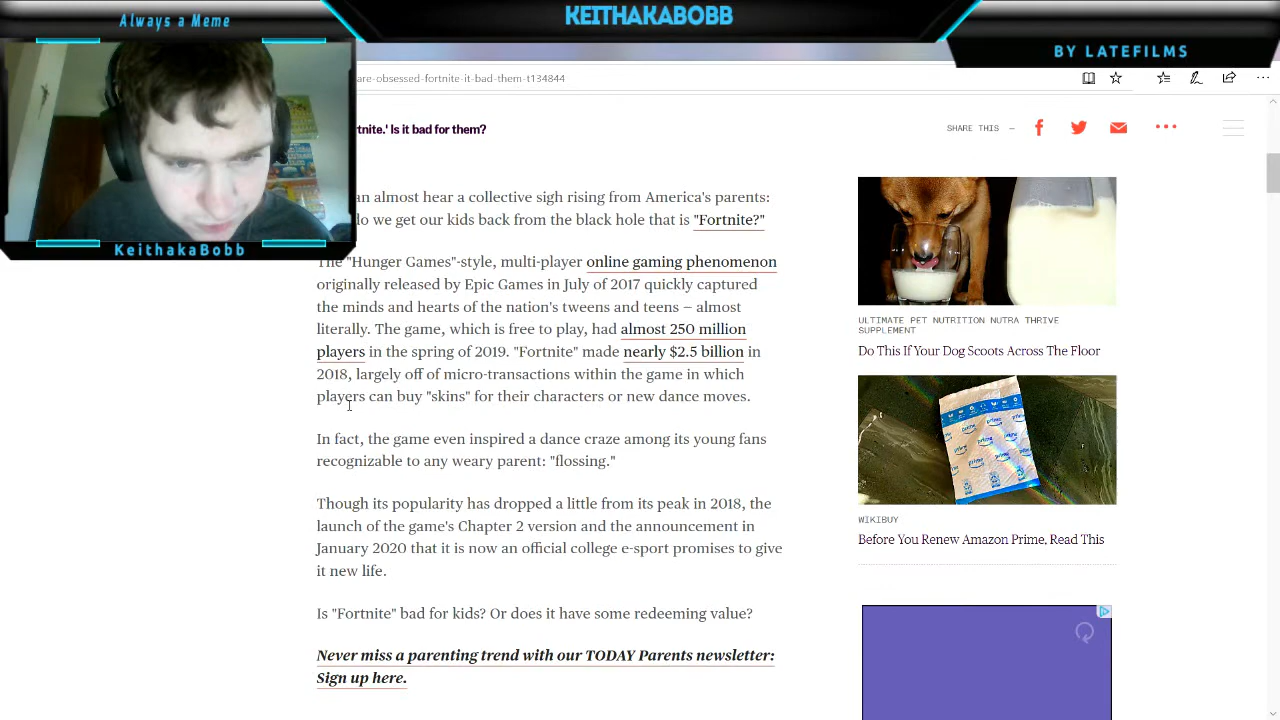 Always a Meme
KEITHAKABOBB
BY LATEFILMS
KeithakaBobb
are-obsessed-fortnite-it-bad-them-t134844
Is it bad for them?
SHARE THIS —
almost hear a collective sigh rising from America's parents:
do we get our kids back from the black hole that is "Fortnite?"
The "Hunger Games"-style, multi-player online gaming phenomenon
originally released by Epic Games in July of 2017 quickly captured
the minds and hearts of the nation's tweens and teens — almost
literally. The game, which is free to play, had almost 250 million
players in the spring of 2019. "Fortnite" made nearly $2.5 billion in
2018, largely off of micro-transactions within the game in which
players can buy "skins" for their characters or new dance moves.
In fact, the game even inspired a dance craze among its young fans
recognizable to any weary parent: "flossing."
Though its popularity has dropped a little from its peak in 2018, the
launch of the game's Chapter 2 version and the announcement in
January 2020 that it is now an official college e-sport promises to give
it new life.
Is "Fortnite" bad for kids? Or does it have some redeeming value?
Never miss a parenting trend with our TODAY Parents newsletter:
Sign up here.
ULTIMATE PET NUTRITION NUTRA THRIVE
SUPPLEMENT
Do This If Your Dog Scoots Across The Floor
WIKIBUY
Before You Renew Amazon Prime, Read This